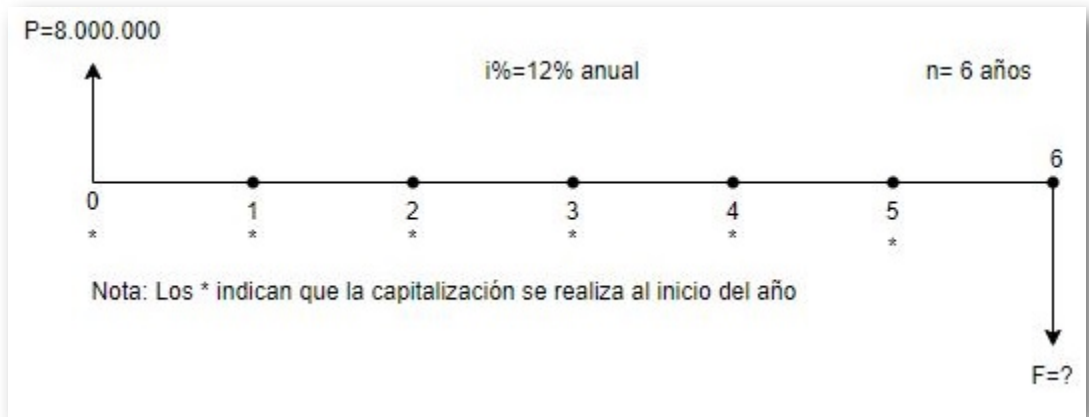 P=8.000.000
i%=12% anual
n= 6 años
6
0
1
2
3
4
5
* * * * * *
Nota: Los * indican que la capitalización se realiza al inicio del año
F=?